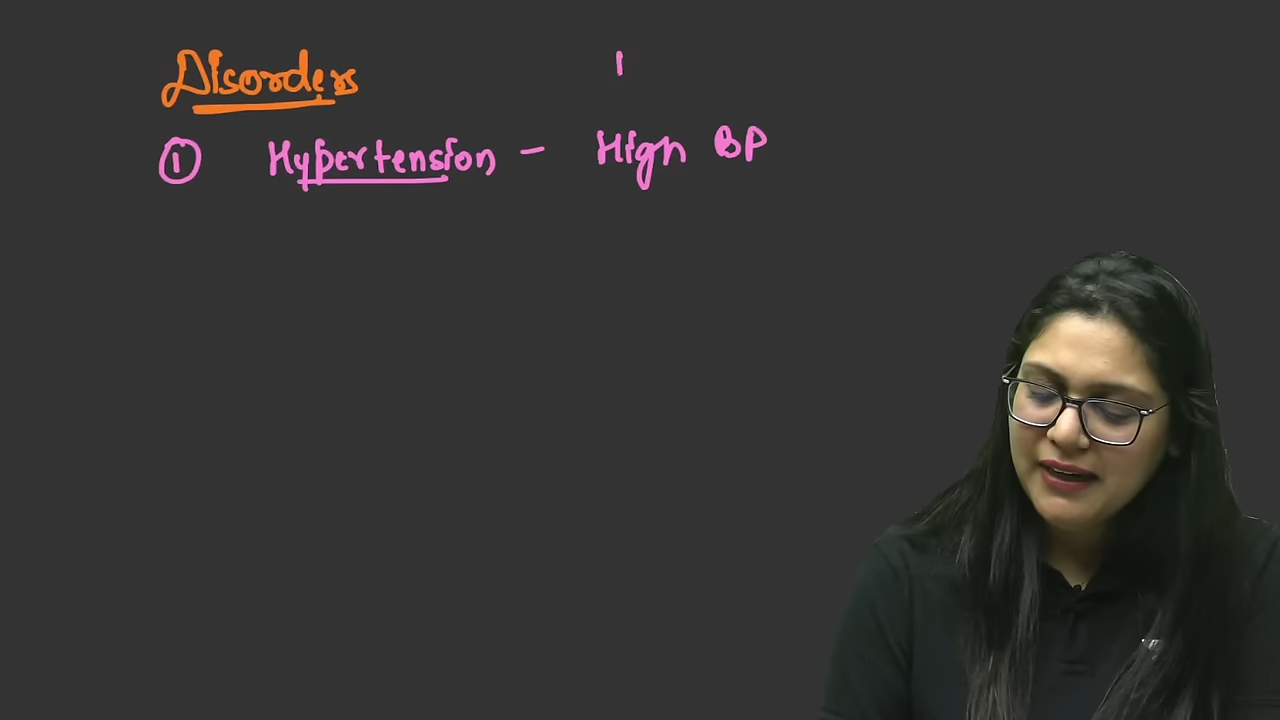 Disorders
① Hypertension - High BP